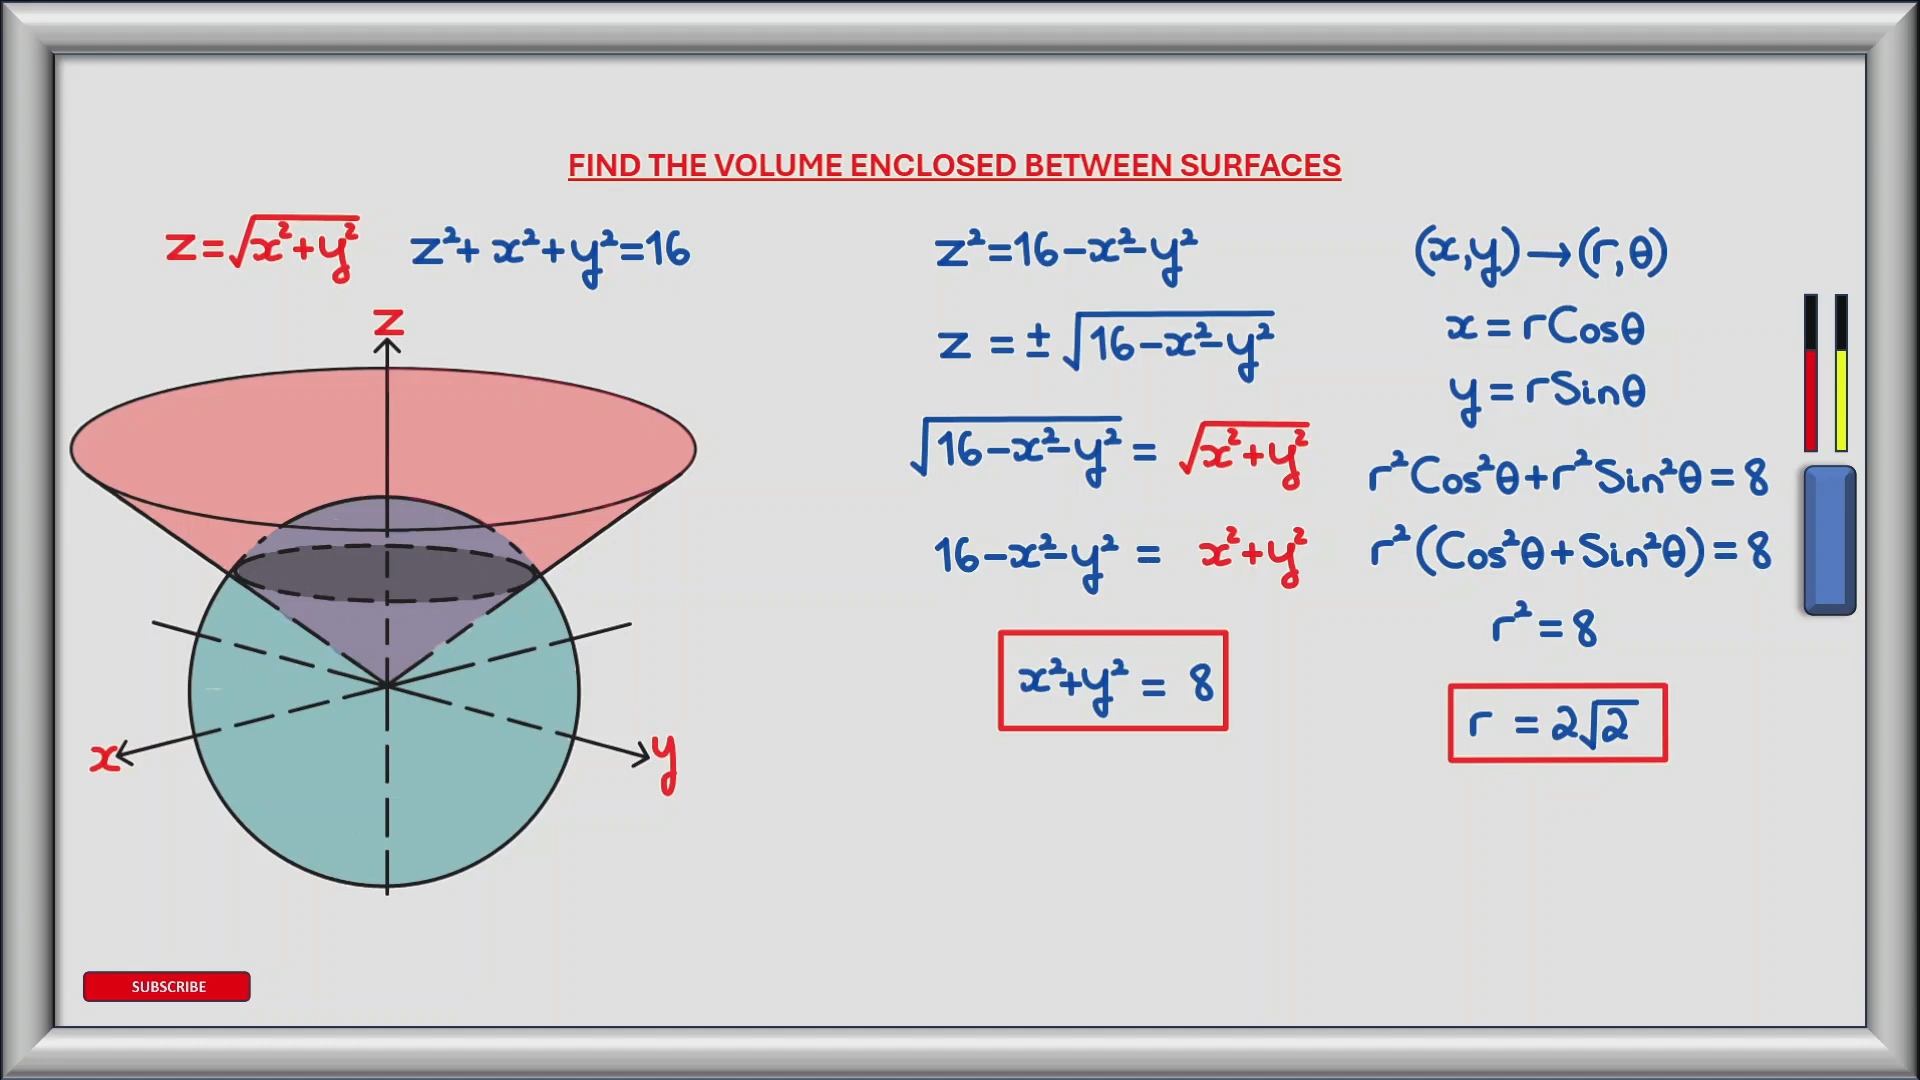 FIND THE VOLUME ENCLOSED BETWEEN SURFACES
z=√(x²+y²) z²+x²+y²=16
z
x
y
z²=16−x²−y²
z = ±√(16−x²−y²)
√(16−x²−y²) = √(x²+y²)
16−x²−y² = x²+y²
x²+y² = 8
(x,y)→(r,θ)
x = rCosθ
y = rSinθ
r²Cos²θ+r²Sin²θ=8
r²(Cos²θ+Sin²θ)=8
r²=8
r = 2√2
SUBSCRIBE